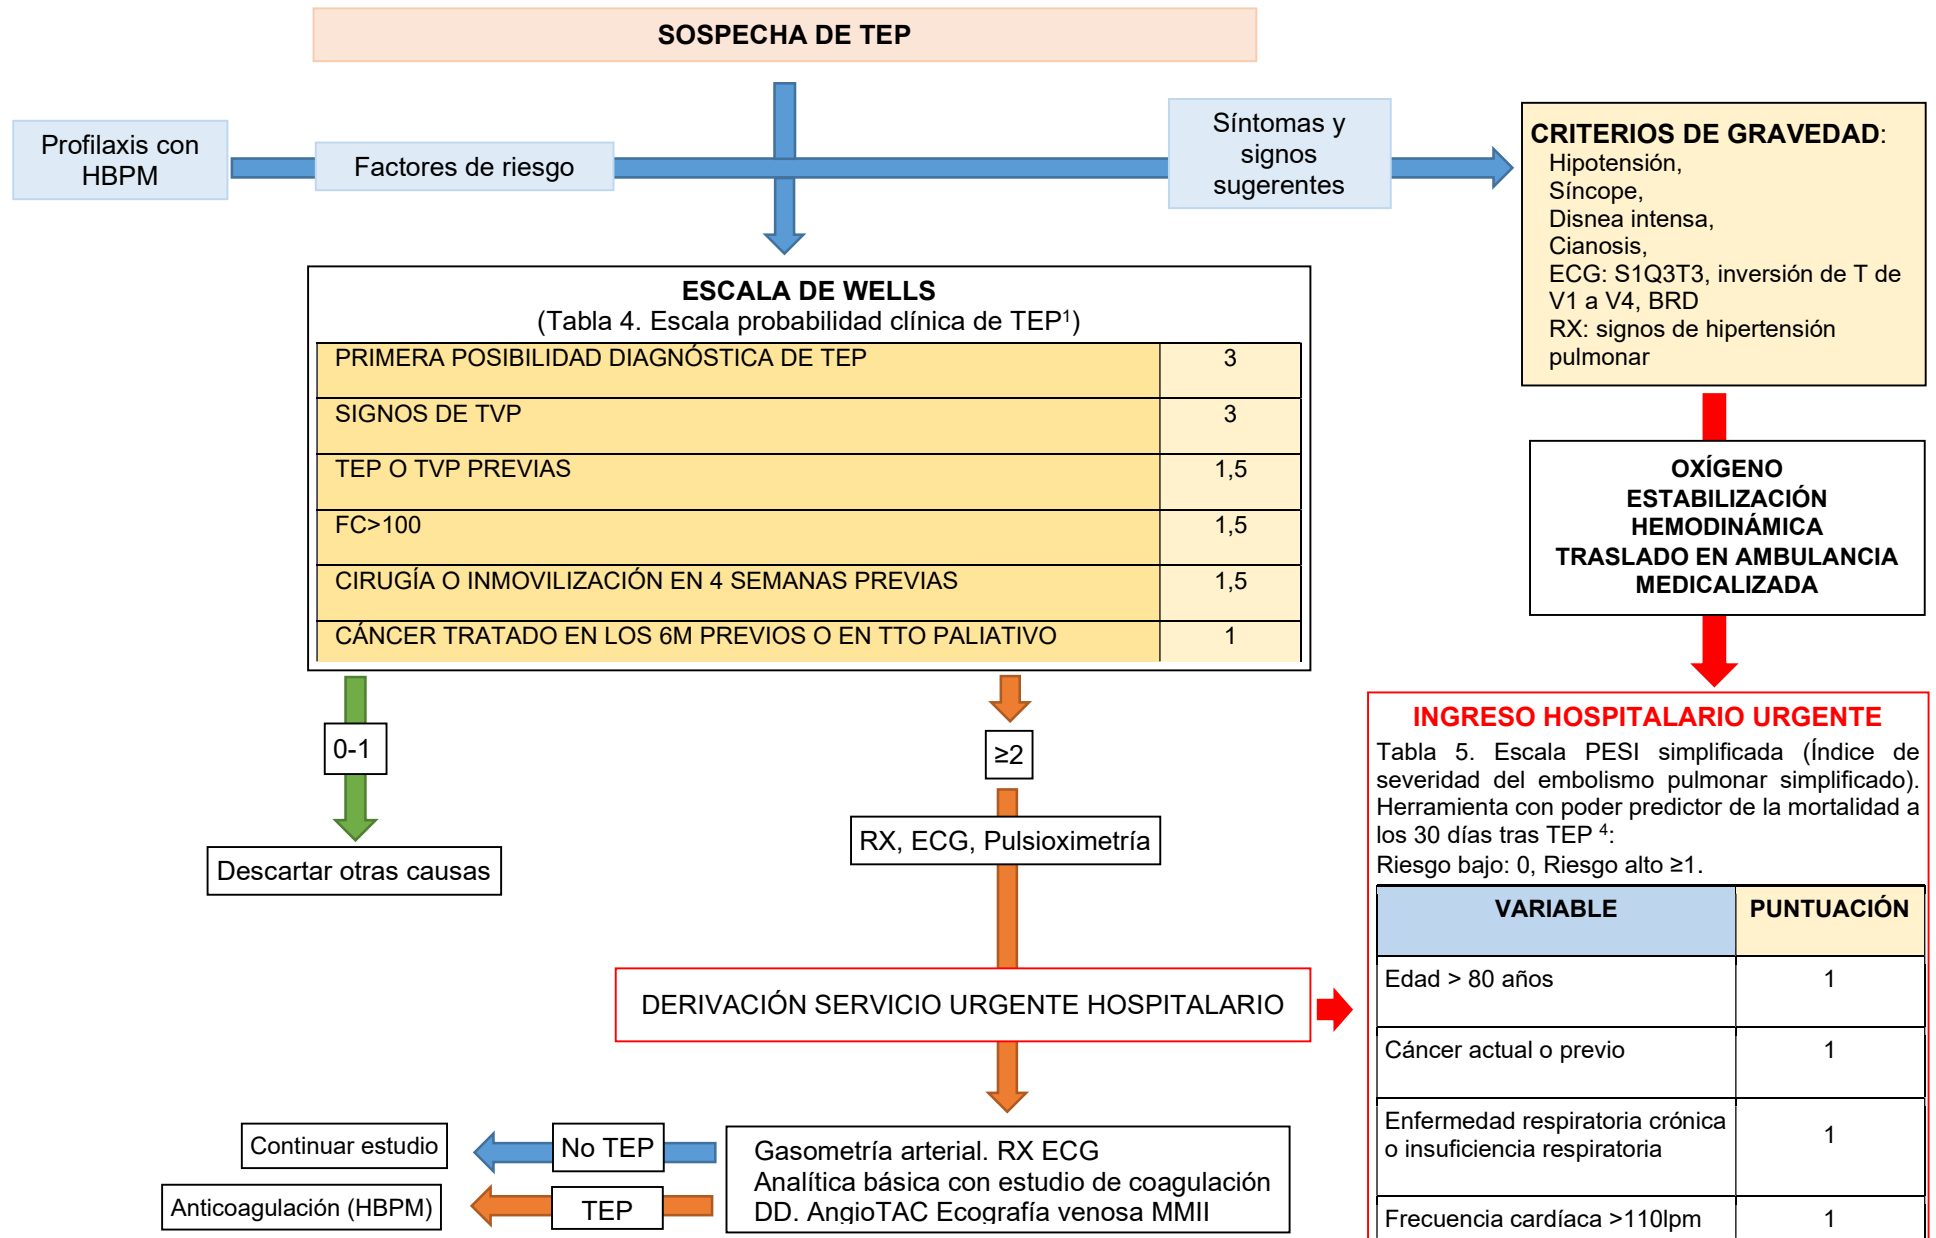 SOSPECHA DE TEP
Profilaxis con
HBPM
Factores de riesgo
Síntomas y
signos
sugerentes
CRITERIOS DE GRAVEDAD:
Hipotensión,
Síncope,
Disnea intensa,
Cianosis,
ECG: S1Q3T3, inversión de T de
V1 a V4, BRD
RX: signos de hipertensión
pulmonar
ESCALA DE WELLS
(Tabla 4. Escala probabilidad clínica de TEP¹)
PRIMERA POSIBILIDAD DIAGNÓSTICA DE TEP 3
SIGNOS DE TVP 3
TEP O TVP PREVIAS 1,5
FC>100 1,5
CIRUGÍA O INMOVILIZACIÓN EN 4 SEMANAS PREVIAS 1,5
CÁNCER TRATADO EN LOS 6M PREVIOS O EN TTO PALIATIVO 1
OXÍGENO
ESTABILIZACIÓN
HEMODINÁMICA
TRASLADO EN AMBULANCIA
MEDICALIZADA
0-1
≥2
Descartar otras causas
RX, ECG, Pulsioximetría
DERIVACIÓN SERVICIO URGENTE HOSPITALARIO
INGRESO HOSPITALARIO URGENTE
Tabla 5. Escala PESI simplificada (Índice de
severidad del embolismo pulmonar simplificado).
Herramienta con poder predictor de la mortalidad a
los 30 días tras TEP ⁴:
Riesgo bajo: 0, Riesgo alto ≥1.
VARIABLE PUNTUACIÓN
Edad > 80 años 1
Cáncer actual o previo 1
Enfermedad respiratoria crónica
o insuficiencia respiratoria 1
Frecuencia cardíaca >110lpm 1
Continuar estudio
No TEP
Anticoagulación (HBPM)
TEP
Gasometría arterial. RX ECG
Analítica básica con estudio de coagulación
DD. AngioTAC Ecografía venosa MMII